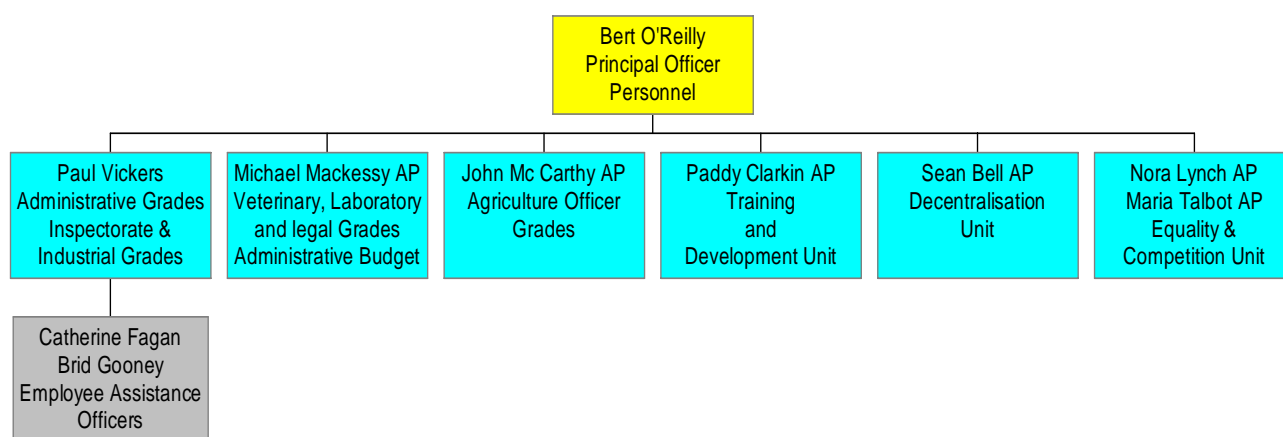 Bert O'Reilly
Principal Officer
Personnel
Paul Vickers
Administrative Grades
Inspectorate &
Industrial Grades
Michael Mackessy AP
Veterinary, Laboratory
and legal Grades
Administrative Budget
John Mc Carthy AP
Agriculture Officer
Grades
Paddy Clarkin AP
Training
and
Development Unit
Sean Bell AP
Decentralisation
Unit
Nora Lynch AP
Maria Talbot AP
Equality &
Competition Unit
Catherine Fagan
Brid Gooney
Employee Assistance
Officers